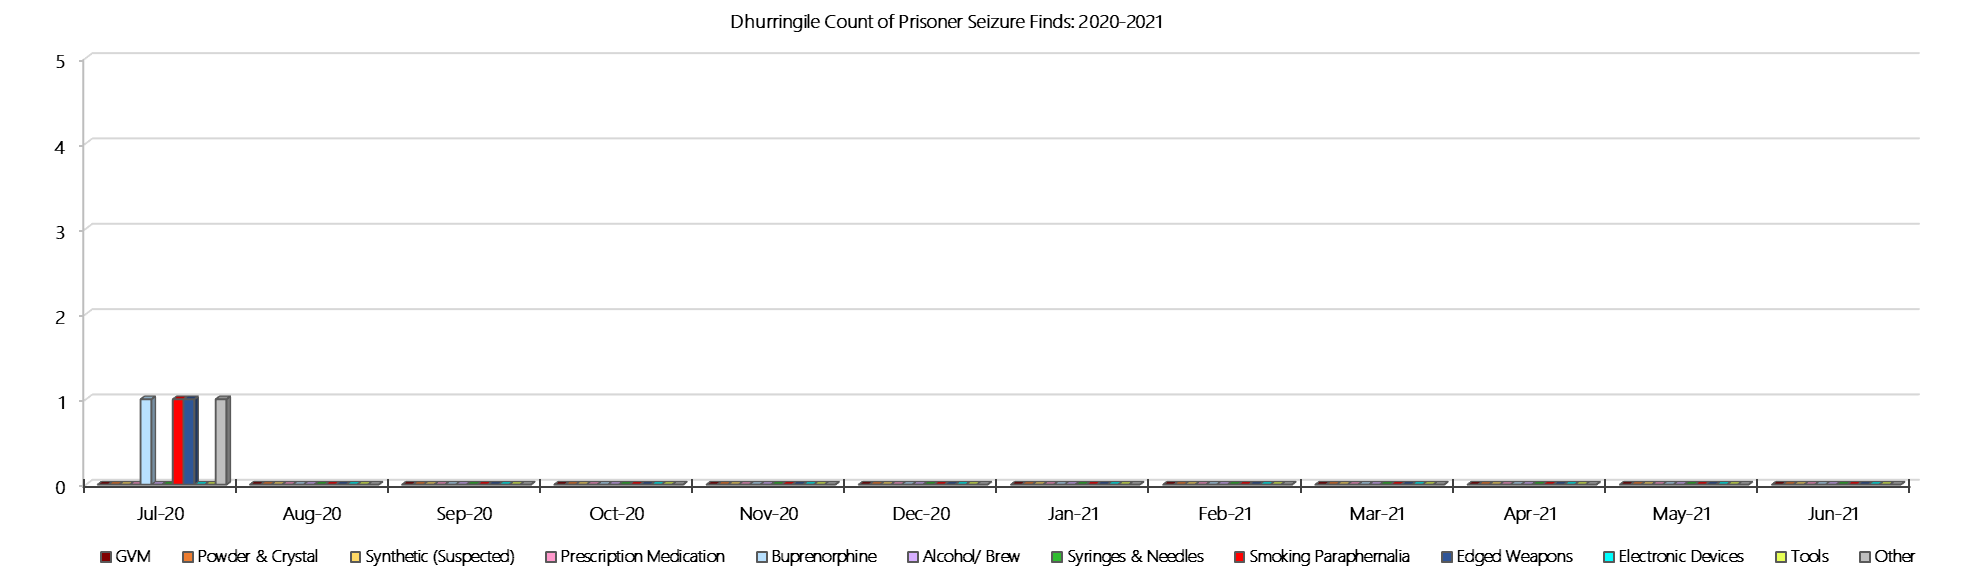 Dhurringile Count of Prisoner Seizure Finds: 2020-2021
5
4
3
2
1
0
Jul-20 Aug-20 Sep-20 Oct-20 Nov-20 Dec-20 Jan-21 Feb-21 Mar-21 Apr-21 May-21 Jun-21
GVM Powder & Crystal Synthetic (Suspected) Prescription Medication Buprenorphine Alcohol/ Brew Syringes & Needles Smoking Paraphernalia Edged Weapons Electronic Devices Tools Other